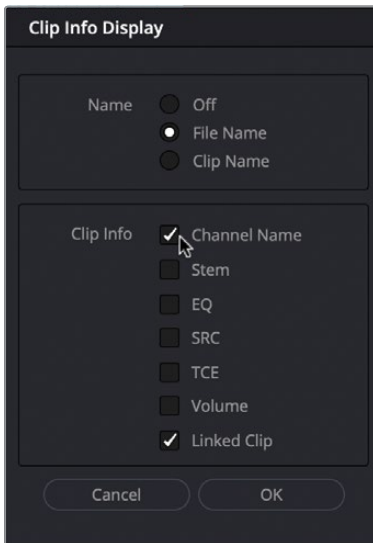 Clip Info Display
Name
Off
File Name
Clip Name
Clip Info
Channel Name
Stem
EQ
SRC
TCE
Volume
Linked Clip
Cancel
OK